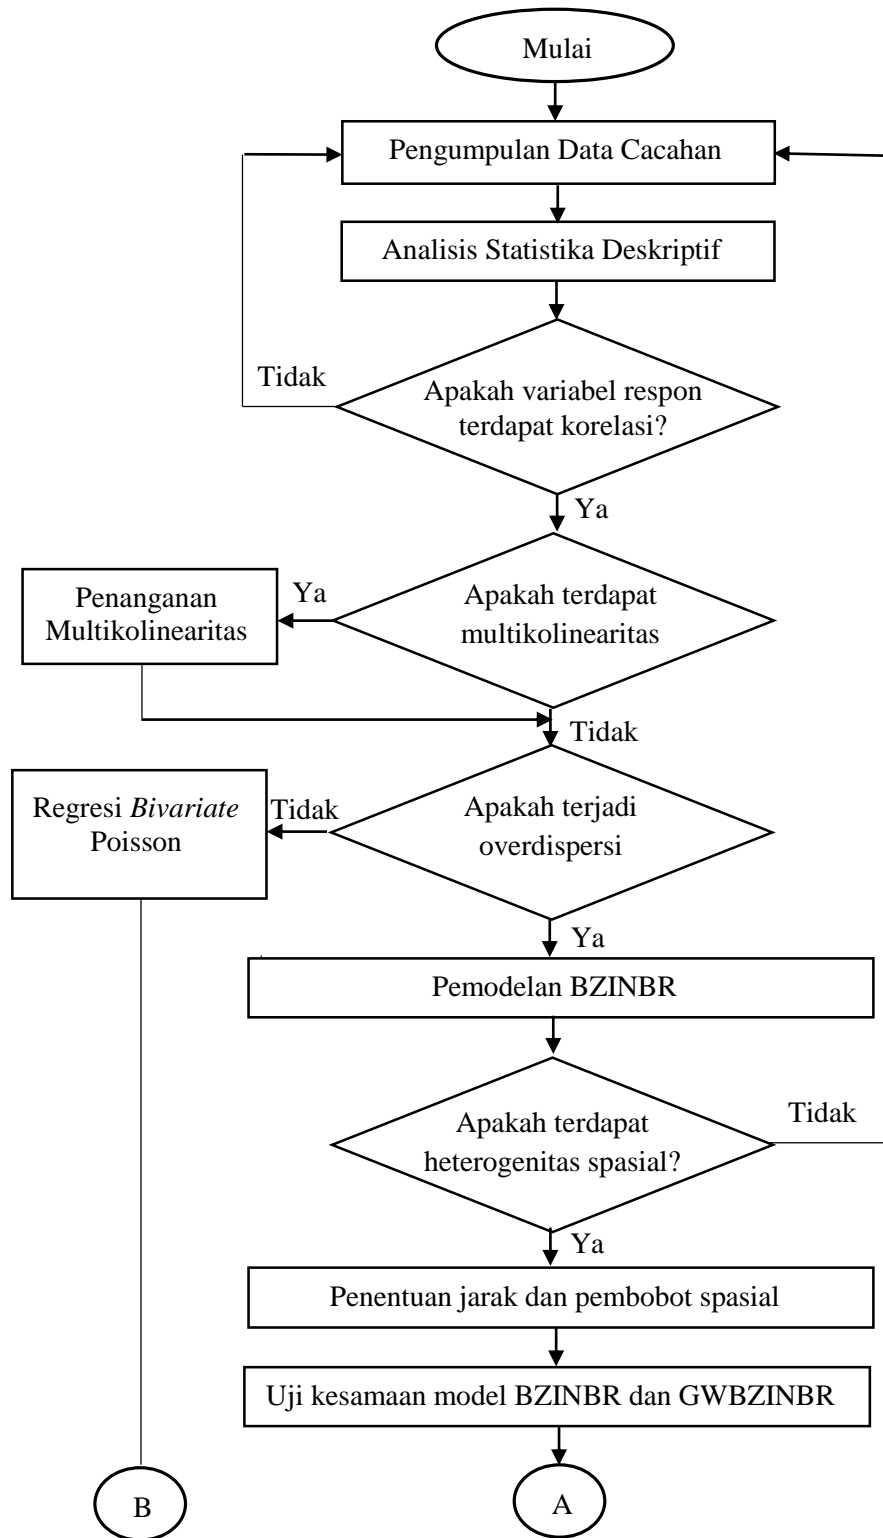 Mulai
Pengumpulan Data Cacahan
Analisis Statistika Deskriptif
Tidak
Apakah variabel respon
terdapat korelasi?
Ya
Penanganan
Multikolinearitas
Ya
Apakah terdapat
multikolinearitas
Tidak
Regresi Bivariate
Poisson
Tidak
Apakah terjadi
overdispersi
Ya
Pemodelan BZINBR
Apakah terdapat
heterogenitas spasial?
Tidak
Ya
Penentuan jarak dan pembobot spasial
Uji kesamaan model BZINBR dan GWBZINBR
B
A